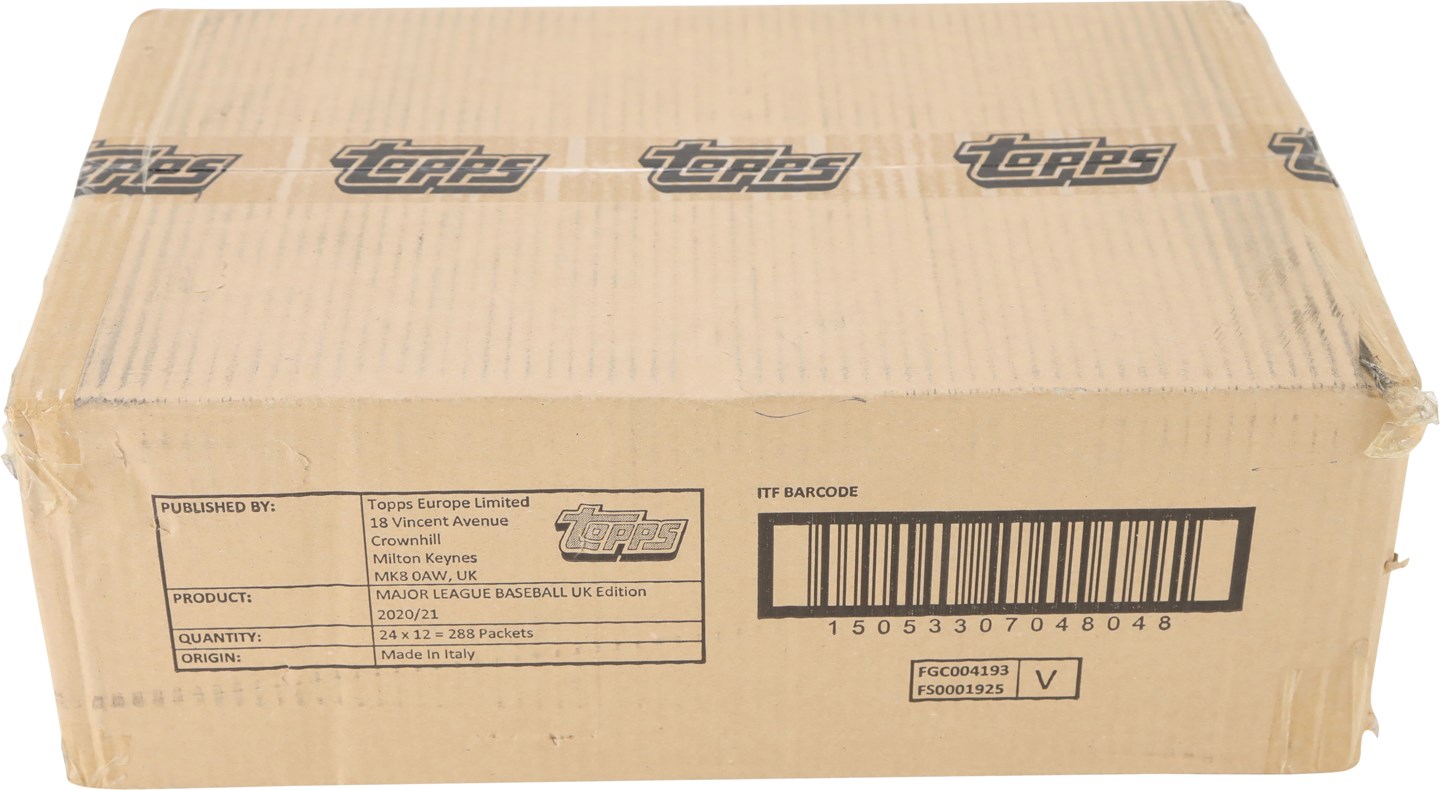 Topps Topps Topps Topps T
PUBLISHED BY:
Topps Europe Limited
18 Vincent Avenue
Crownhill
Milton Keynes
MK8 0AW, UK
Topps
PRODUCT:
MAJOR LEAGUE BASEBALL UK Edition
2020/21
QUANTITY:
24 x 12 = 288 Packets
ORIGIN:
Made In Italy
ITF BARCODE
15053307048048
FGC004193
FS0001925
V